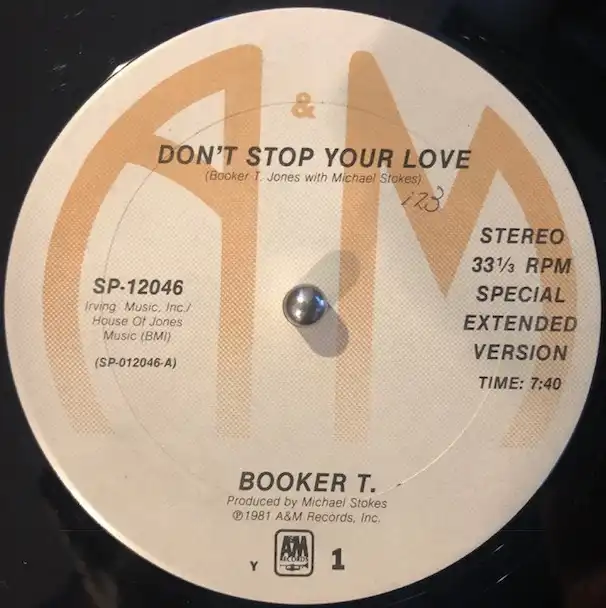 A & M
DON'T STOP YOUR LOVE
(Booker T. Jones with Michael Stokes)
123
SP-12046
Irving Music, Inc./
House Of Jones
Music (BMI)
(SP-012046-A)
STEREO
33⅓ RPM
SPECIAL
EXTENDED
VERSION
TIME: 7:40
BOOKER T.
Produced by Michael Stokes
℗1981 A&M Records, Inc.
Y A&M RECORDS 1